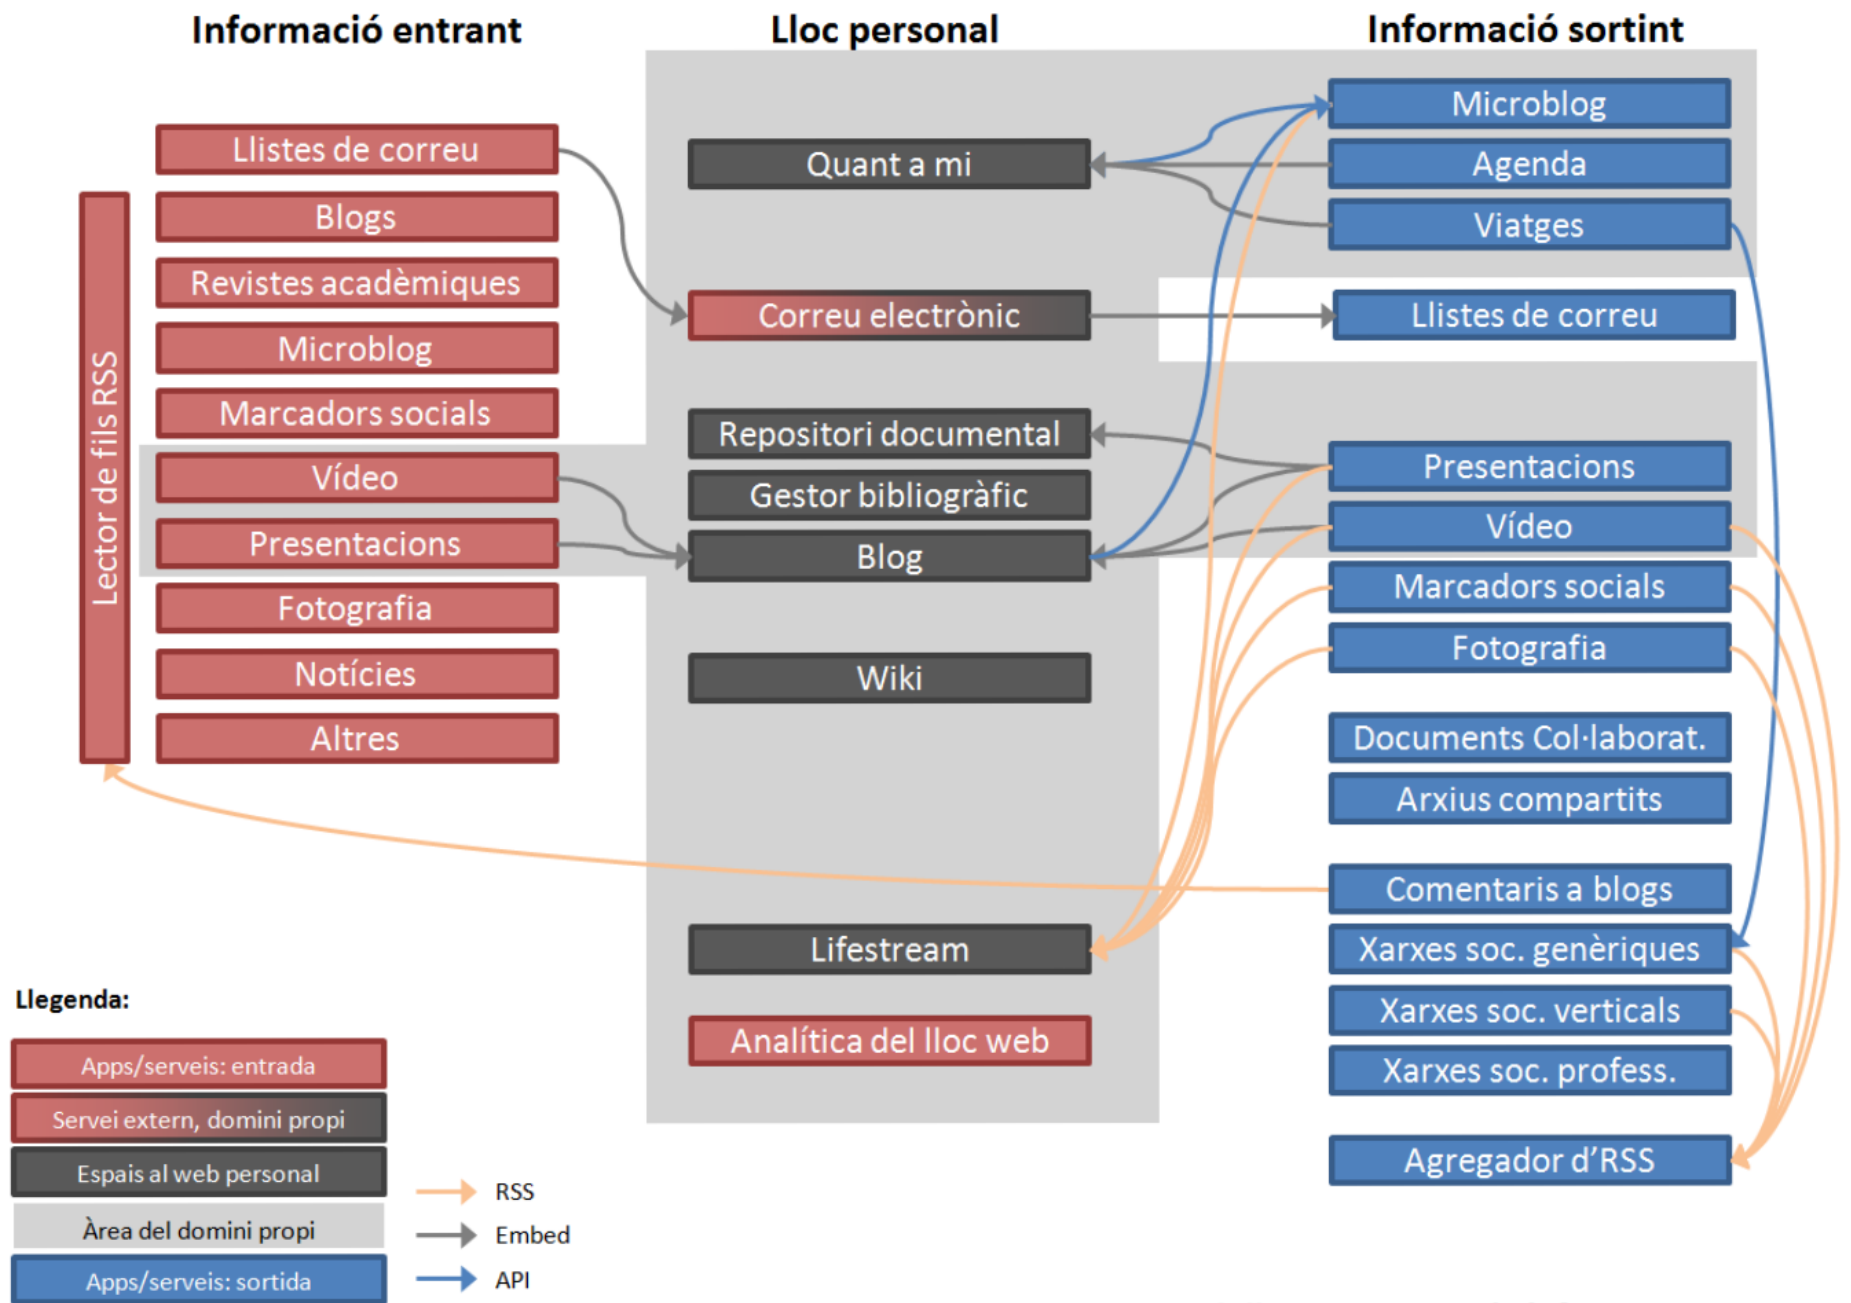 Informació entrant
Lloc personal
Informació sortint
Lector de fils RSS
Llistes de correu
Blogs
Revistes acadèmiques
Microblog
Marcadors socials
Vídeo
Presentacions
Fotografia
Notícies
Altres
Quant a mi
Correu electrònic
Repositori documental
Gestor bibliogràfic
Blog
Wiki
Lifestream
Analítica del lloc web
Microblog
Agenda
Viatges
Llistes de correu
Presentacions
Vídeo
Marcadors socials
Fotografia
Documents Col·laborat.
Arxius compartits
Comentaris a blogs
Xarxes soc. genèriques
Xarxes soc. verticals
Xarxes soc. profess.
Agregador d’RSS
Llegenda:
Apps/serveis: entrada
Servei extern, domini propi
Espais al web personal
Àrea del domini propi
Apps/serveis: sortida
RSS
Embed
API